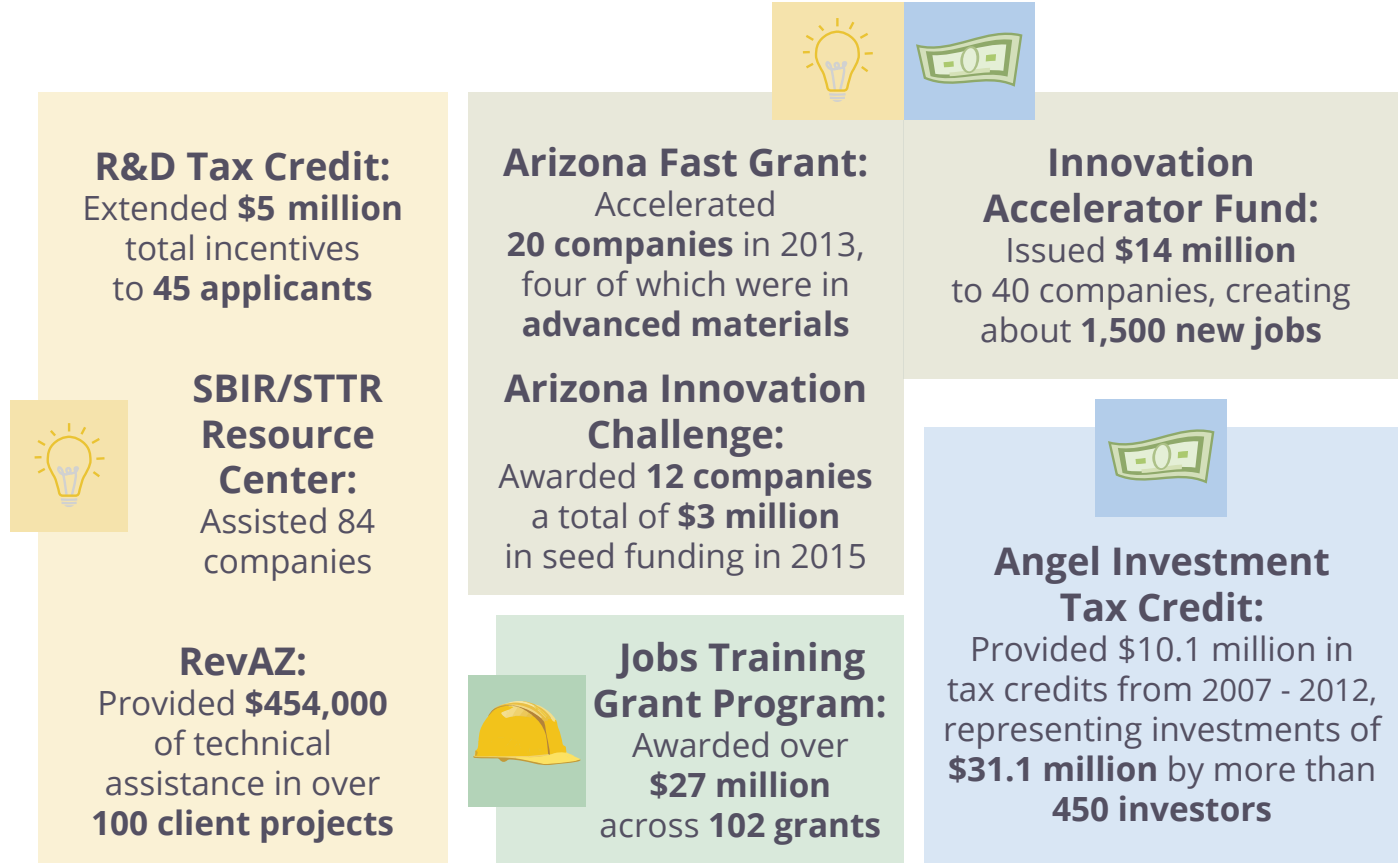 R&D Tax Credit:
Extended $5 million
total incentives
to 45 applicants
SBIR/STTR
Resource
Center:
Assisted 84
companies
RevAZ:
Provided $454,000
of technical
assistance in over
100 client projects
Arizona Fast Grant:
Accelerated
20 companies in 2013,
four of which were in
advanced materials
Arizona Innovation
Challenge:
Awarded 12 companies
a total of $3 million
in seed funding in 2015
Jobs Training
Grant Program:
Awarded over
$27 million
across 102 grants
Innovation
Accelerator Fund:
Issued $14 million
to 40 companies, creating
about 1,500 new jobs
Angel Investment
Tax Credit:
Provided $10.1 million in
tax credits from 2007 - 2012,
representing investments of
$31.1 million by more than
450 investors